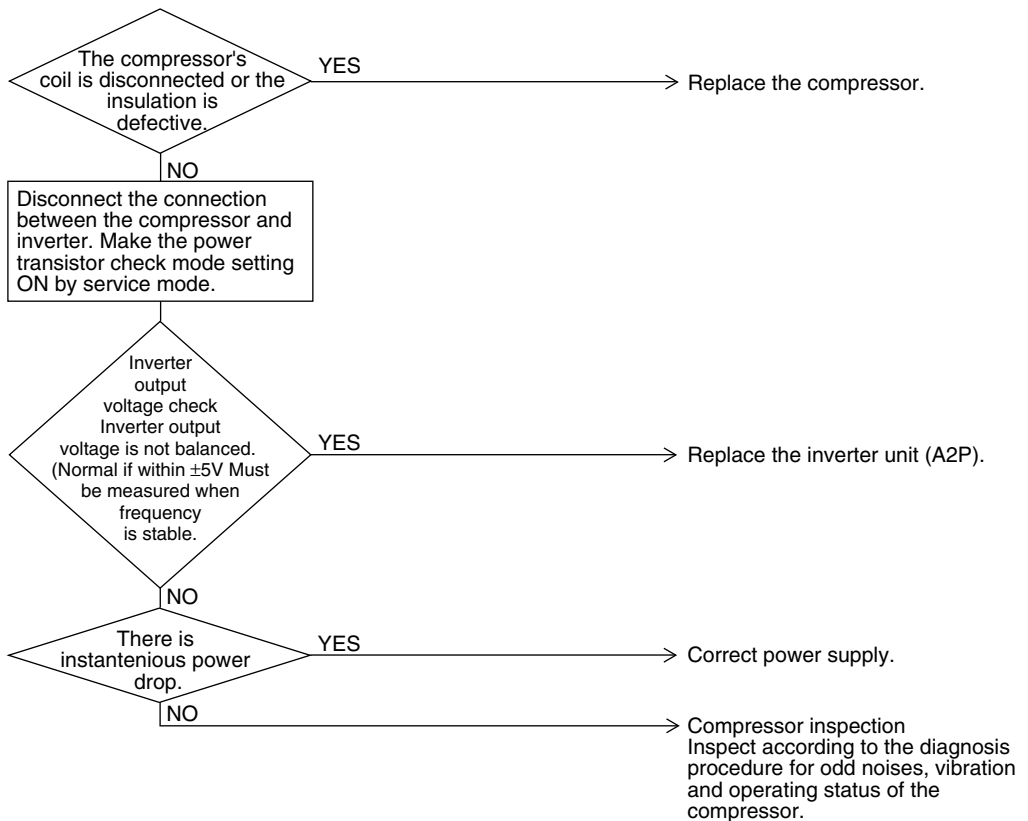 The compressor's
coil is disconnected or the
insulation is
defective.
YES
Replace the compressor.
NO
Disconnect the connection
between the compressor and
inverter. Make the power
transistor check mode setting
ON by service mode.
Inverter
output
voltage check
Inverter output
voltage is not balanced.
(Normal if within ±5V Must
be measured when
frequency
is stable.
YES
Replace the inverter unit (A2P).
NO
There is
instantenious power
drop.
YES
Correct power supply.
NO
Compressor inspection
Inspect according to the diagnosis
procedure for odd noises, vibration
and operating status of the
compressor.